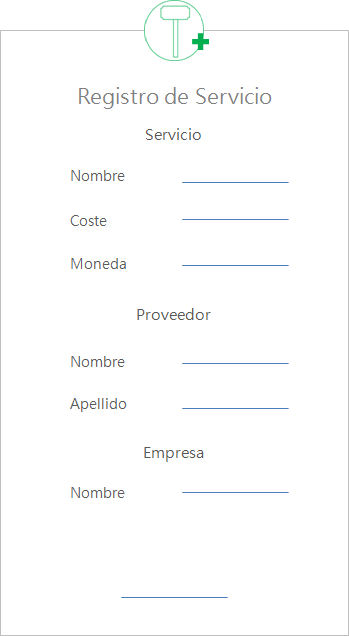 Registro de Servicio
Servicio
Nombre
Coste
Moneda
Proveedor
Nombre
Apellido
Empresa
Nombre